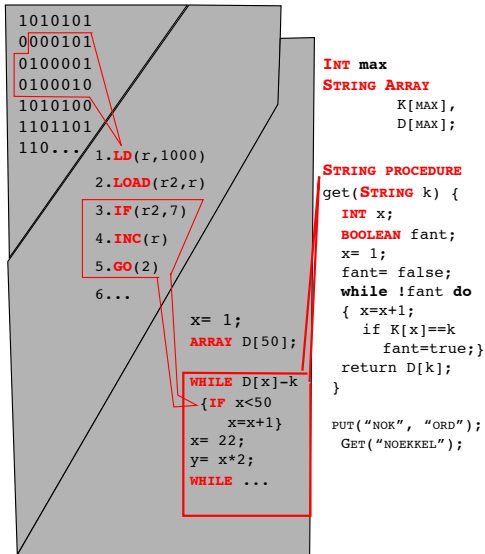 1010101
0000101
0100001
0100010
1010100
1101101
110...
1.LD(r,1000)
2.LOAD(r2,r)
3.IF(r2,7)
4.INC(r)
5.GO(2)
6...
x= 1;
ARRAY D[50];
WHILE D[x]–k
{IF x<50
x=x+1}
x= 22;
y= x*2;
WHILE ...
INT max
STRING ARRAY
K[MAX],
D[MAX];
STRING PROCEDURE
get(STRING k) {
INT x;
BOOLEAN fant;
x= 1;
fant= false;
while !fant do
{ x=x+1;
if K[x]==k
fant=true;}
return D[k];
}
PUT(“NOK”, “ORD”);
GET(“NOEKKEL”);